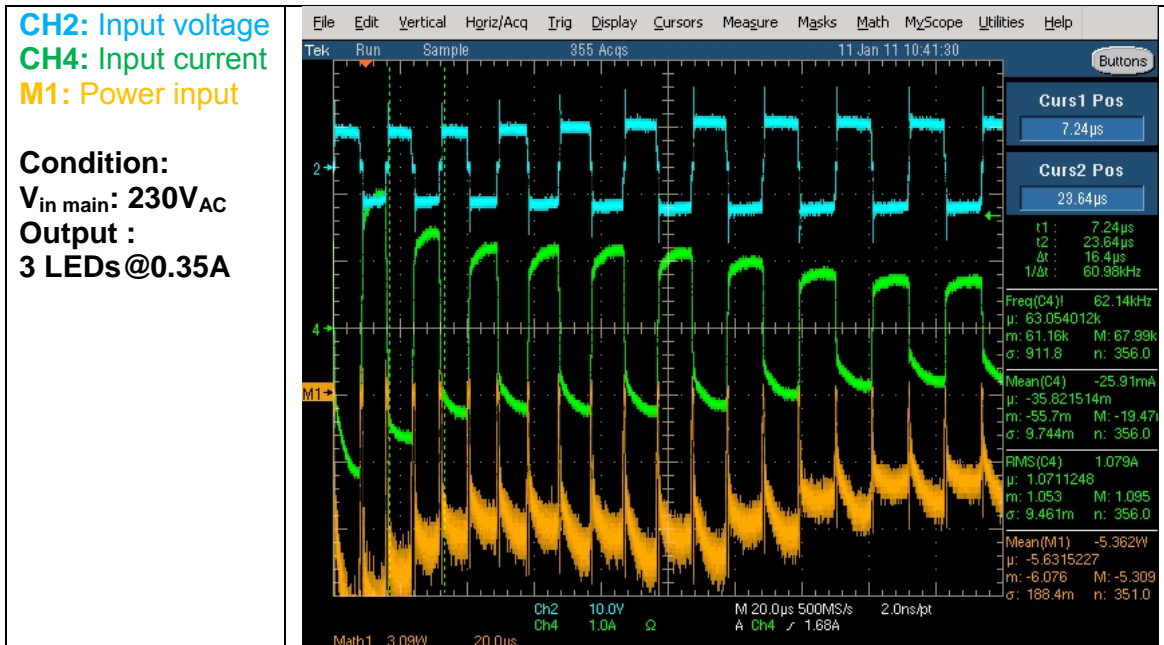 CH2: Input voltage
CH4: Input current
M1: Power input
Condition:
Vin main: 230VAC
Output :
3 LEDs@0.35A
File Edit Vertical Horiz/Acq Trig Display Cursors Measure Masks Math MyScope Utilities Help
Tek Run Sample 355 Acqs 11 Jan 11 10:41:30
Buttons
Curs1 Pos
7.24µs
Curs2 Pos
23.64µs
t1 : 7.24µs
t2 : 23.64µs
Δt : 16.4µs
1/Δt : 60.98kHz
Freq(C4)! 62.14kHz
µ: 63.054012k
m: 61.16k M: 67.99k
σ: 911.8 n: 356.0
Mean(C4) -25.91mA
µ: -35.821514m
m: -55.7m M: -19.47
σ: 9.744m n: 356.0
RMS(C4) 1.079A
µ: 1.0711248
m: 1.053 M: 1.095
σ: 9.461m n: 356.0
Mean(M1) -5.362W
µ: -5.6315227
m: -6.076 M: -5.309
σ: 188.4m n: 351.0
2
4
M1
Ch2 10.0V M 20.0µs 500MS/s 2.0ns/pt
Ch4 1.0A Ω A Ch4 ⌿ 1.68A
Math1 3.09W 20.0µs